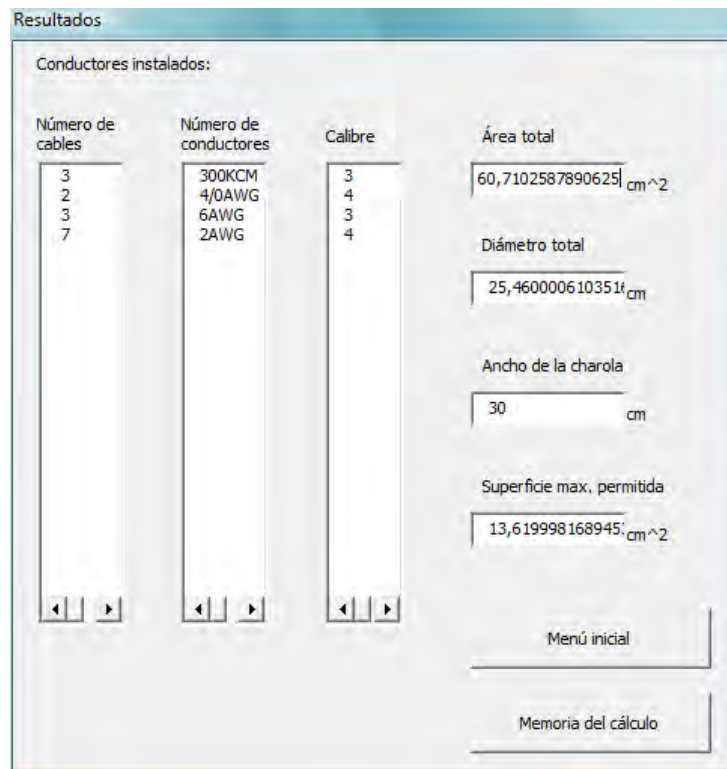 Resultados
Conductores instalados:
Número de cables
Número de conductores
Calibre
Área total
3 300KCM 3
2 4/0AWG 4
3 6AWG 3
7 2AWG 4
60,7102587890625 cm^2
Diámetro total
25,4600006103516 cm
Ancho de la charola
30 cm
Superficie max. permitida
13,619998168945 cm^2
Menú inicial
Memoria del cálculo